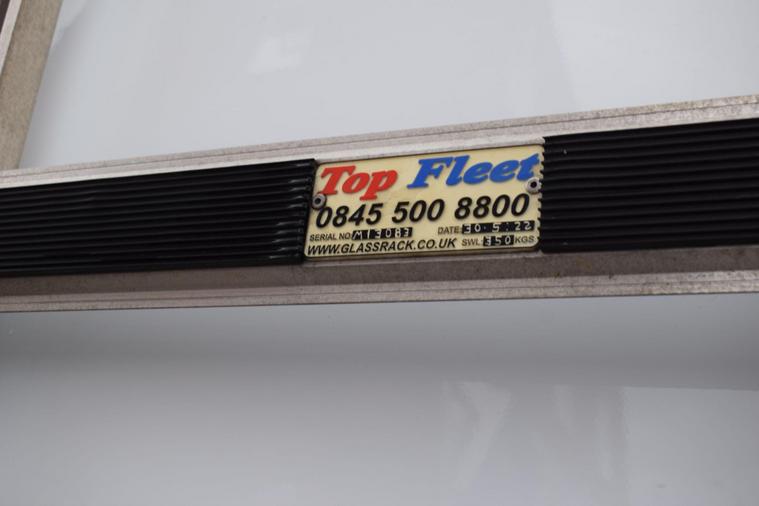 Top Fleet
0845 500 8800
SERIAL NO: M13083 DATE: 30·5·22
WWW.GLASSRACK.CO.UK SWL: 350 KGS